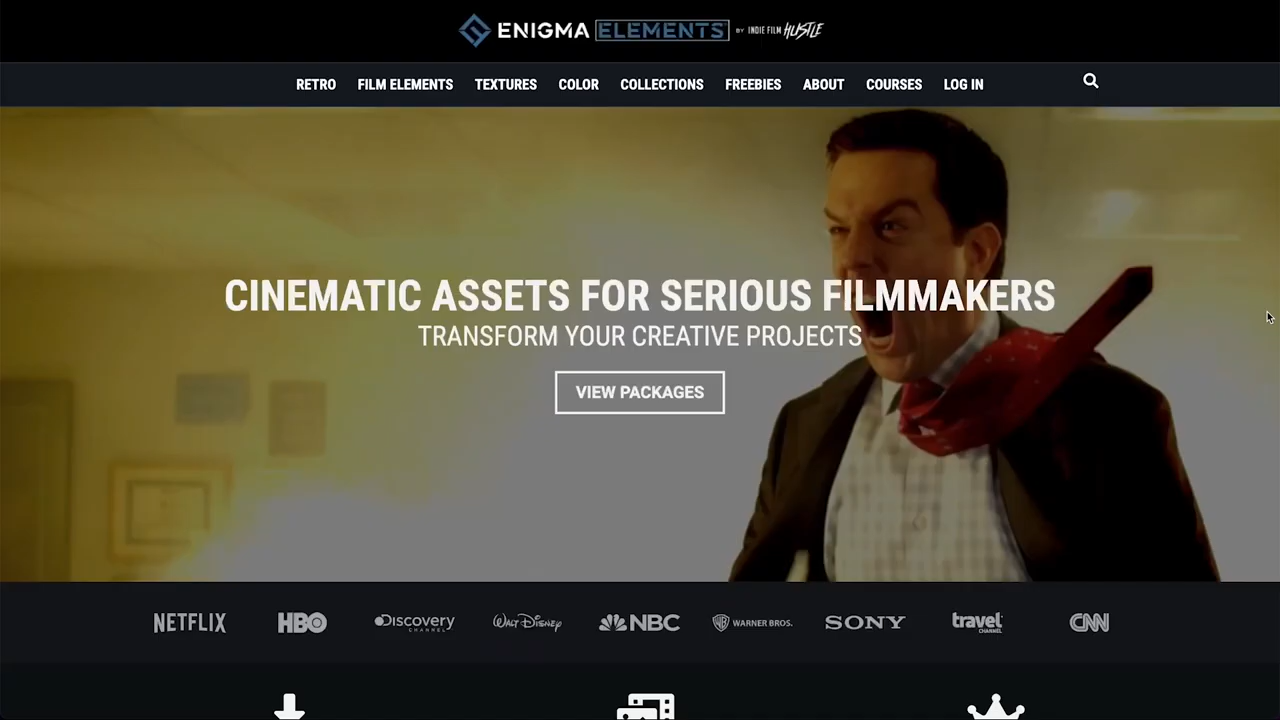 ENIGMA ELEMENTS BY INDIE FILM HUSTLE
RETRO FILM ELEMENTS TEXTURES COLOR COLLECTIONS FREEBIES ABOUT COURSES LOG IN
CINEMATIC ASSETS FOR SERIOUS FILMMAKERS
TRANSFORM YOUR CREATIVE PROJECTS
VIEW PACKAGES
NETFLIX HBO Discovery CHANNEL WALT DISNEY NBC WB WARNER BROS. SONY travel CHANNEL CNN